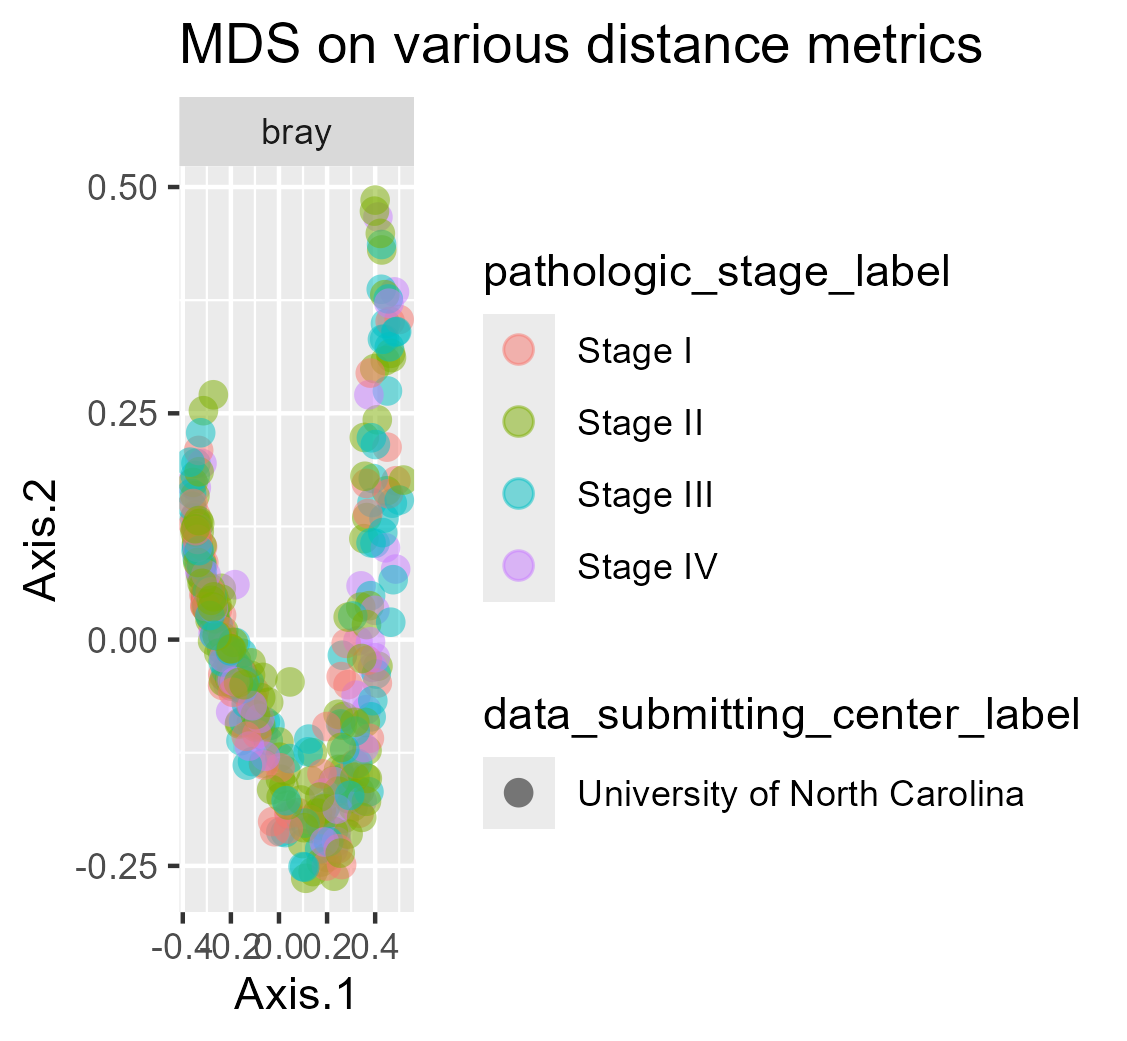 MDS on various distance metrics
bray
0.50
0.25
0.00
-0.25
-0.4 -0.2 0.0 0.2 0.4
Axis.1
Axis.2
pathologic_stage_label
Stage I
Stage II
Stage III
Stage IV
data_submitting_center_label
University of North Carolina